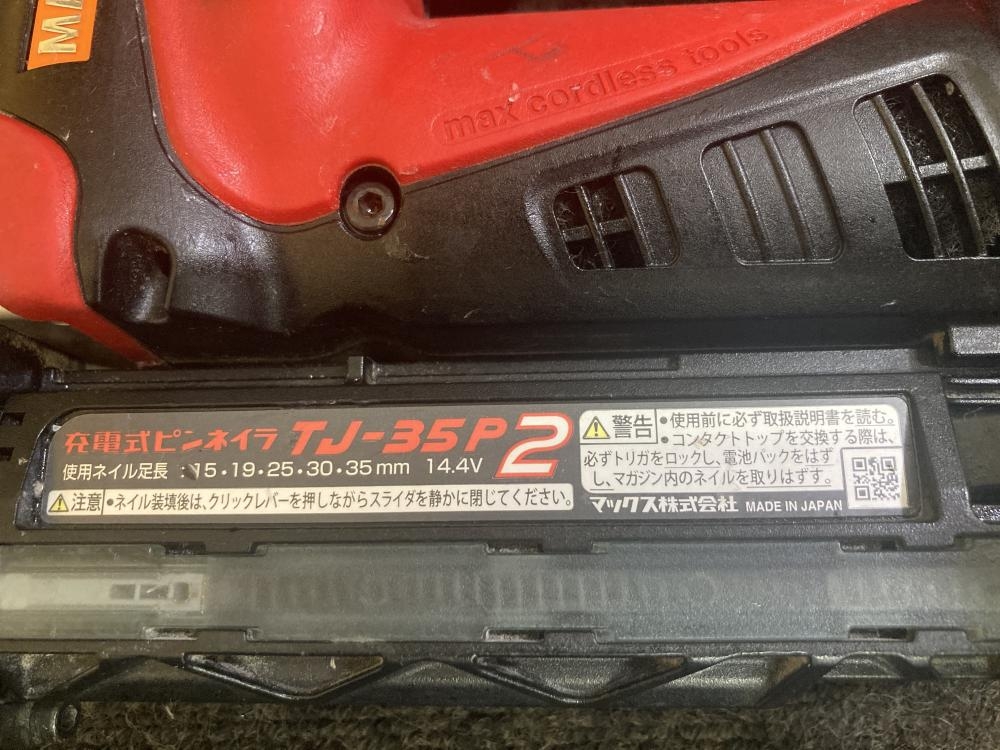 max cordless tools
充電式ピンネイラ TJ-35P2
使用ネイル足長 :15・19・25・30・35mm 14.4V
⚠注意 •ネイル装填後は、クリックレバーを押しながらスライダを静かに閉じてください。
⚠警告 •使用前に必ず取扱説明書を読む。
•コンタクトトップを交換する際は、
必ずトリガをロックし、電池パックをはず
し、マガジン内のネイルを取りはずす。
マックス株式会社 MADE IN JAPAN